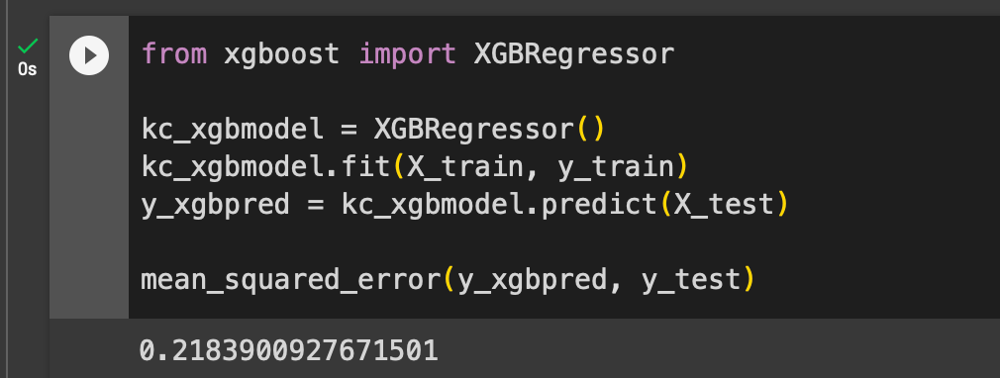 from xgboost import XGBRegressor
0s
kc_xgbmodel = XGBRegressor()
kc_xgbmodel.fit(X_train, y_train)
y_xgbpred = kc_xgbmodel.predict(X_test)
mean_squared_error(y_xgbpred, y_test)
0.2183900927671501